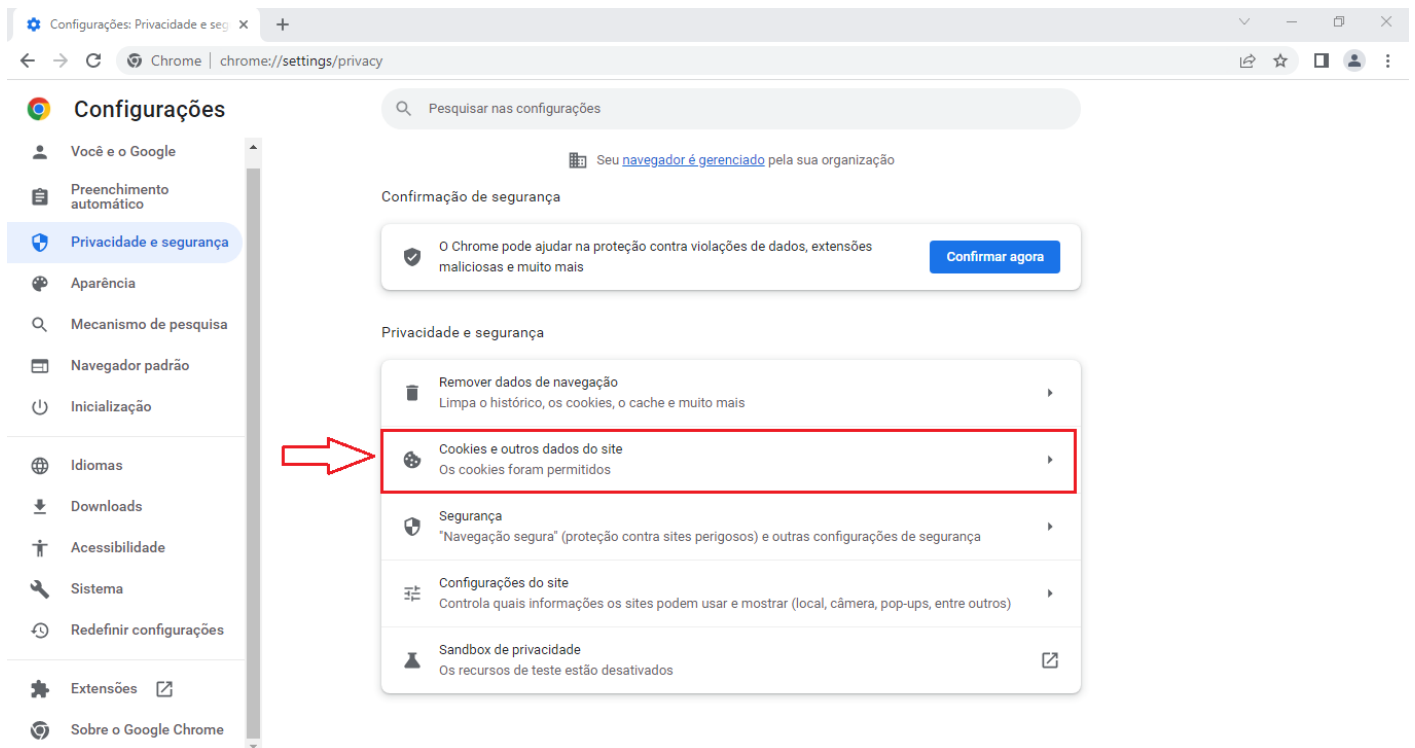 Configurações: Privacidade e seg
Chrome | chrome://settings/privacy
Configurações
Pesquisar nas configurações
Você e o Google
Preenchimento
automático
Privacidade e segurança
Aparência
Mecanismo de pesquisa
Navegador padrão
Inicialização
Idiomas
Downloads
Acessibilidade
Sistema
Redefinir configurações
Extensões
Sobre o Google Chrome
Seu navegador é gerenciado pela sua organização
Confirmação de segurança
O Chrome pode ajudar na proteção contra violações de dados, extensões
maliciosas e muito mais
Confirmar agora
Privacidade e segurança
Remover dados de navegação
Limpa o histórico, os cookies, o cache e muito mais
Cookies e outros dados do site
Os cookies foram permitidos
Segurança
"Navegação segura" (proteção contra sites perigosos) e outras configurações de segurança
Configurações do site
Controla quais informações os sites podem usar e mostrar (local, câmera, pop-ups, entre outros)
Sandbox de privacidade
Os recursos de teste estão desativados